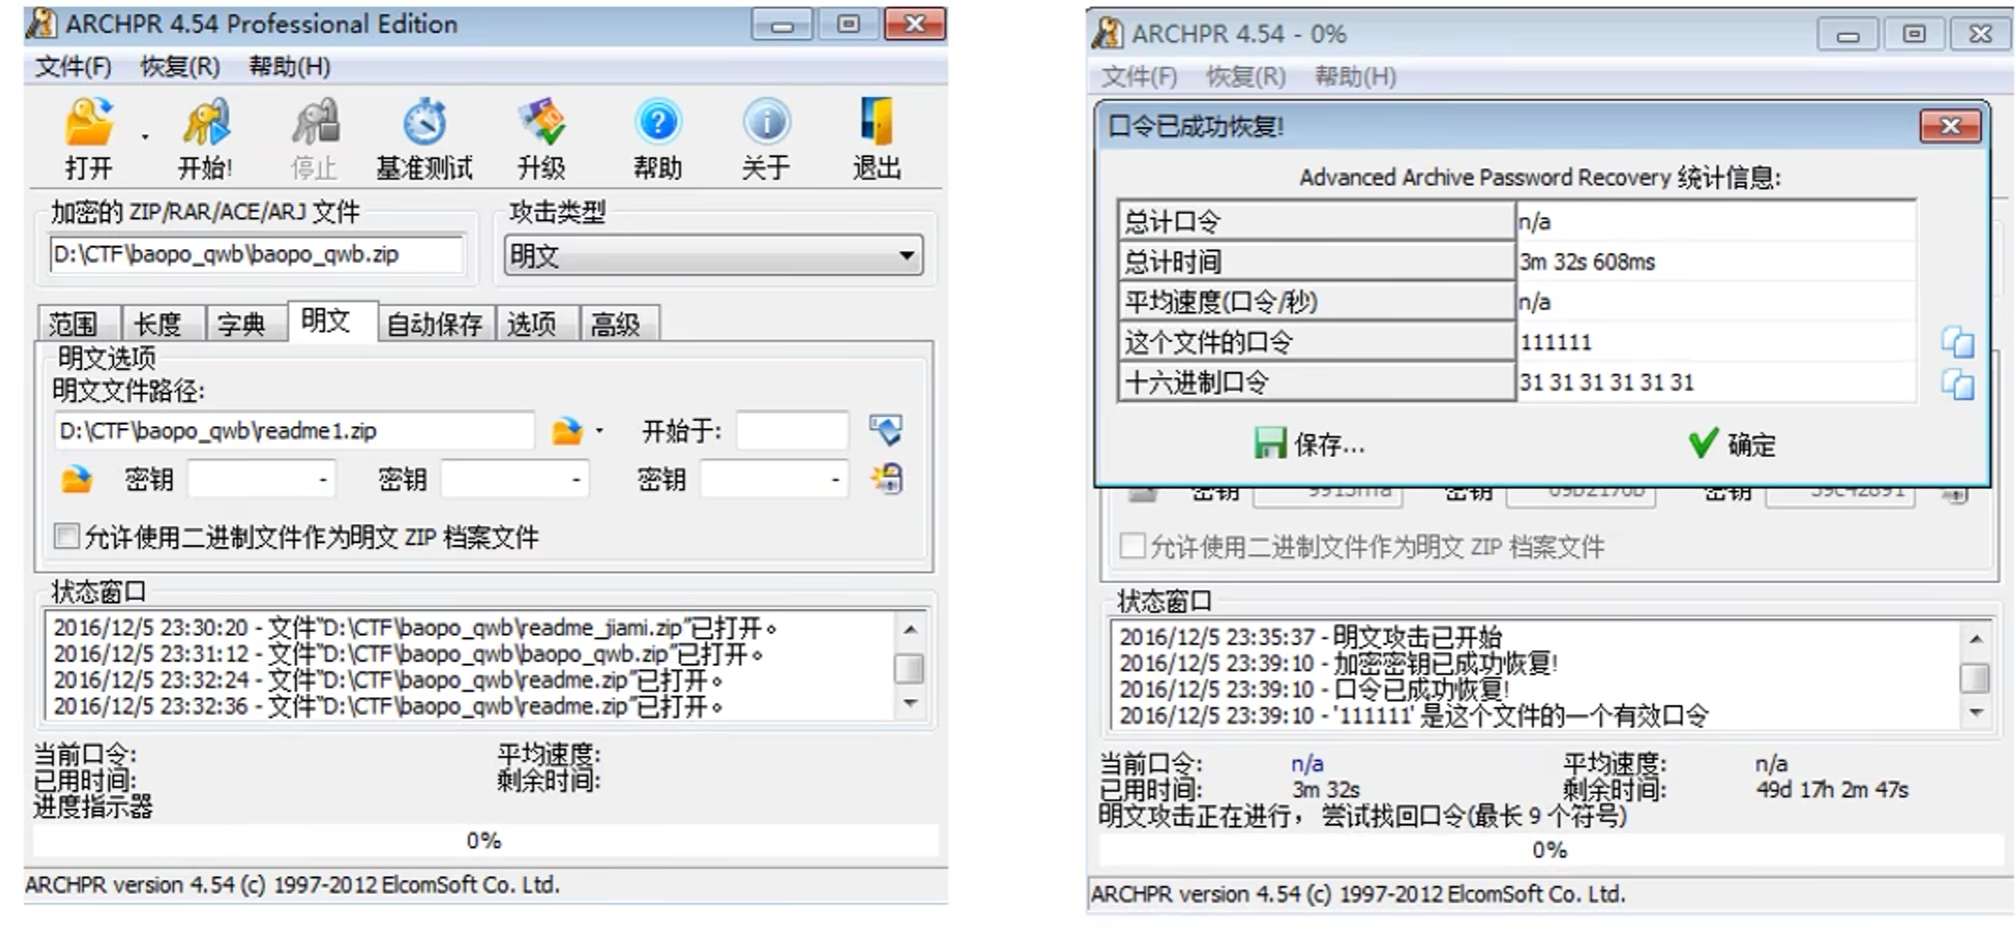 ARCHPR 4.54 Professional Edition
文件(F) 恢复(R) 帮助(H)
打开 开始! 停止 基准测试 升级 帮助 关于 退出
加密的 ZIP/RAR/ACE/ARJ 文件 攻击类型
D:\CTF\baopo_qwb\baopo_qwb.zip 明文
范围 长度 字典 明文 自动保存 选项 高级
明文选项
明文文件路径:
D:\CTF\baopo_qwb\readme1.zip 开始于:
密钥 - 密钥 - 密钥 -
允许使用二进制文件作为明文 ZIP 档案文件
状态窗口
2016/12/5 23:30:20 - 文件"D:\CTF\baopo_qwb\readme_jiami.zip"已打开。
2016/12/5 23:31:12 - 文件"D:\CTF\baopo_qwb\baopo_qwb.zip"已打开。
2016/12/5 23:32:24 - 文件"D:\CTF\baopo_qwb\readme.zip"已打开。
2016/12/5 23:32:36 - 文件"D:\CTF\baopo_qwb\readme.zip"已打开。
当前口令: 平均速度:
已用时间: 剩余时间:
进度指示器
0%
ARCHPR version 4.54 (c) 1997-2012 ElcomSoft Co. Ltd.
ARCHPR 4.54 - 0%
文件(F) 恢复(R) 帮助(H)
口令已成功恢复!
Advanced Archive Password Recovery 统计信息:
总计口令 n/a
总计时间 3m 32s 608ms
平均速度(口令/秒) n/a
这个文件的口令 111111
十六进制口令 31 31 31 31 31 31
保存... 确定
密钥 密钥 密钥
允许使用二进制文件作为明文 ZIP 档案文件
状态窗口
2016/12/5 23:35:37 - 明文攻击已开始
2016/12/5 23:39:10 - 加密密钥已成功恢复!
2016/12/5 23:39:10 - 口令已成功恢复!
2016/12/5 23:39:10 - '111111' 是这个文件的一个有效口令
当前口令: n/a 平均速度: n/a
已用时间: 3m 32s 剩余时间: 49d 17h 2m 47s
明文攻击正在进行，尝试找回口令(最长 9 个符号)
0%
ARCHPR version 4.54 (c) 1997-2012 ElcomSoft Co. Ltd.